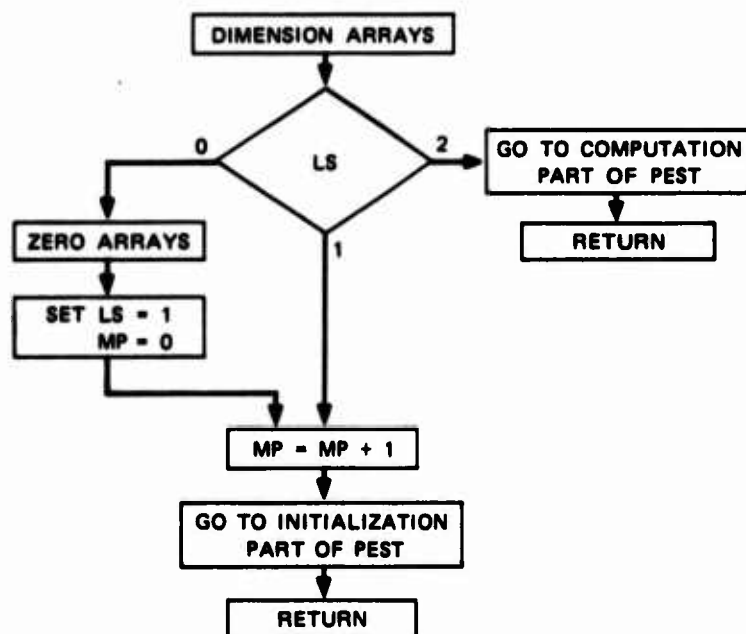 DIMENSION ARRAYS
0
LS
2
GO TO COMPUTATION
PART OF PEST
RETURN
1
ZERO ARRAYS
SET LS = 1
MP = 0
MP = MP + 1
GO TO INITIALIZATION
PART OF PEST
RETURN